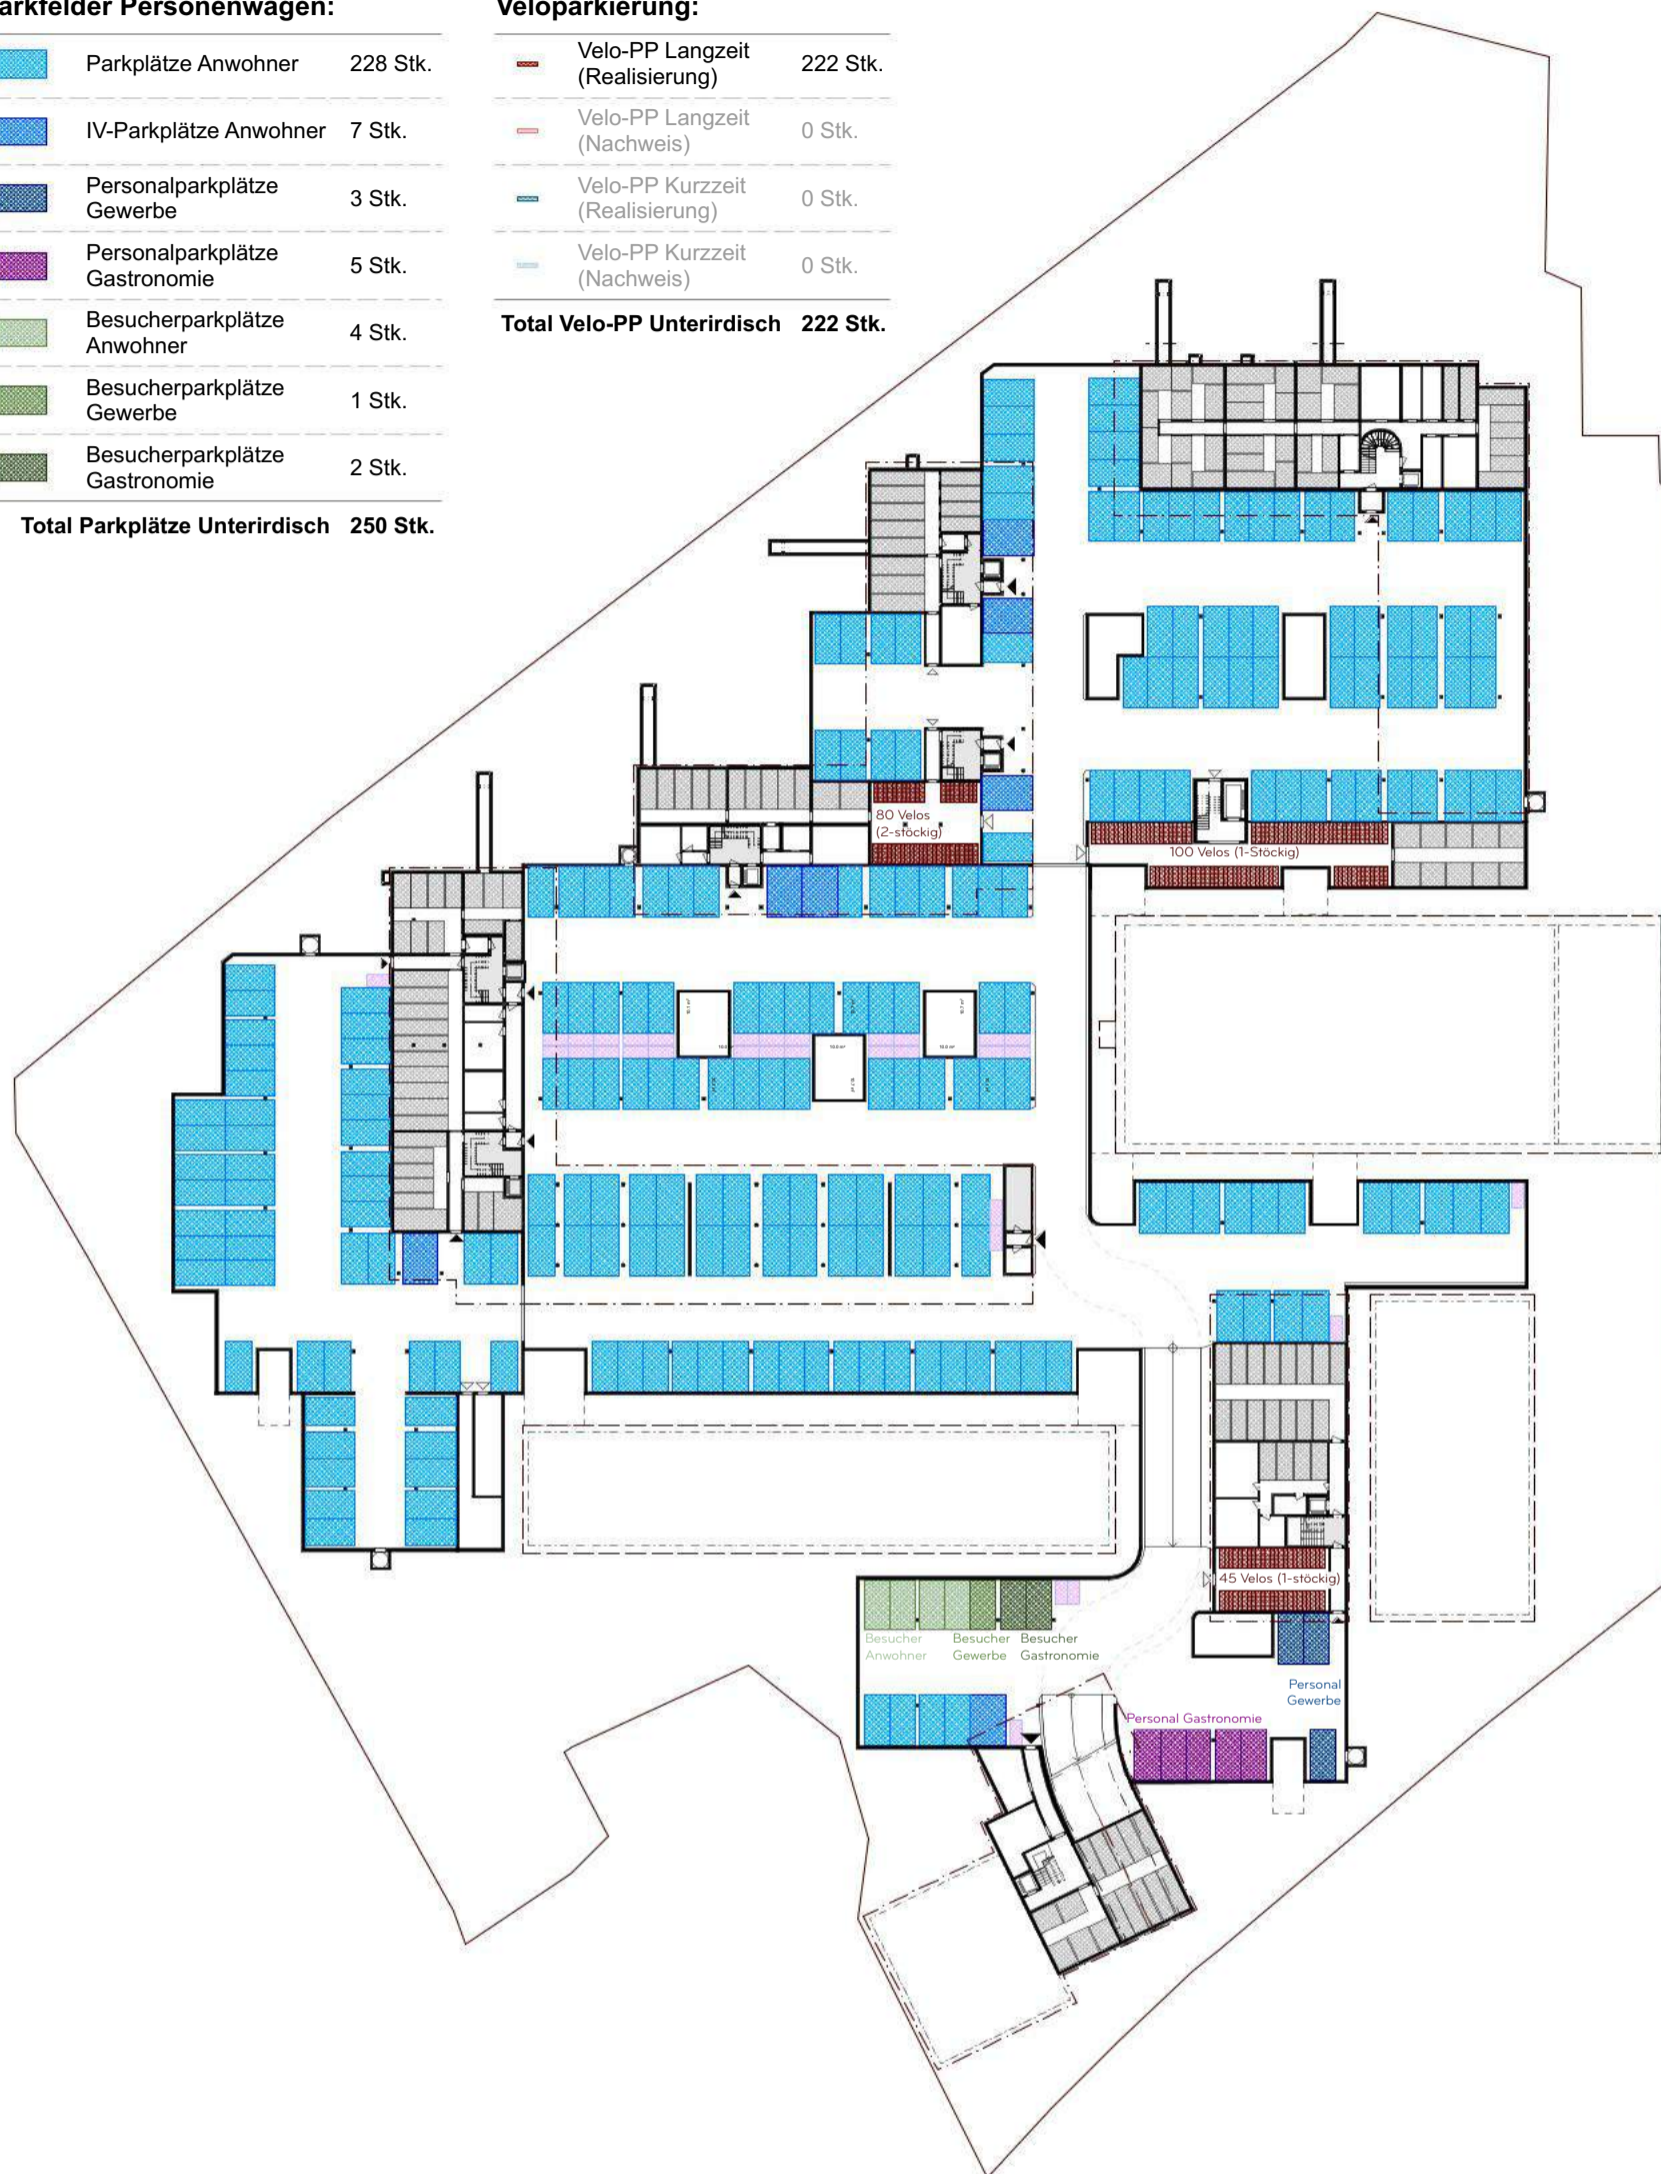 arkfelder Personenwagen:
Parkplätze Anwohner 228 Stk.
IV-Parkplätze Anwohner 7 Stk.
Personalparkplätze
Gewerbe 3 Stk.
Personalparkplätze
Gastronomie 5 Stk.
Besucherparkplätze
Anwohner 4 Stk.
Besucherparkplätze
Gewerbe 1 Stk.
Besucherparkplätze
Gastronomie 2 Stk.
Total Parkplätze Unterirdisch 250 Stk.
Veloparkierung:
Velo-PP Langzeit
(Realisierung) 222 Stk.
Velo-PP Langzeit
(Nachweis) 0 Stk.
Velo-PP Kurzzeit
(Realisierung) 0 Stk.
Velo-PP Kurzzeit
(Nachweis) 0 Stk.
Total Velo-PP Unterirdisch 222 Stk.
80 Velos
(2-stöckig)
100 Velos (1-Stöckig)
45 Velos (1-stöckig)
Besucher
Anwohner
Besucher
Gewerbe
Besucher
Gastronomie
Personal
Gewerbe
Personal Gastronomie